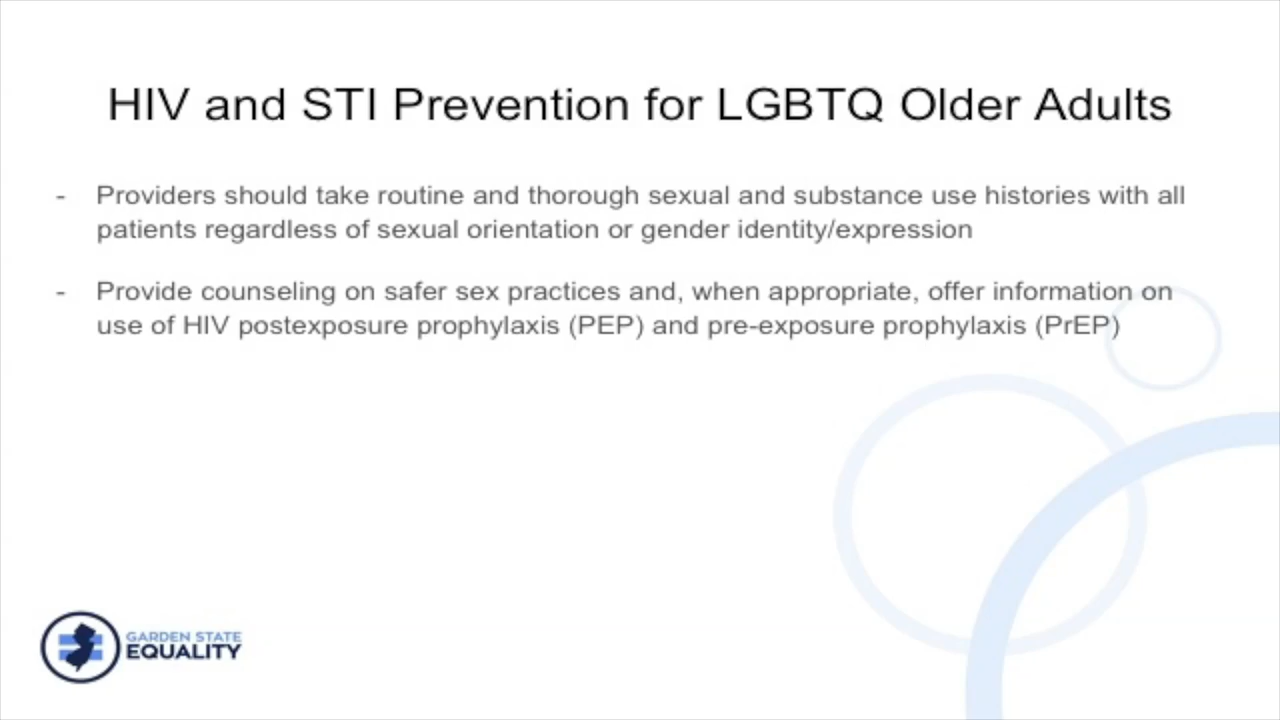 HIV and STI Prevention for LGBTQ Older Adults
- Providers should take routine and thorough sexual and substance use histories with all
patients regardless of sexual orientation or gender identity/expression
- Provide counseling on safer sex practices and, when appropriate, offer information on
use of HIV postexposure prophylaxis (PEP) and pre-exposure prophylaxis (PrEP)
GARDEN STATE
EQUALITY